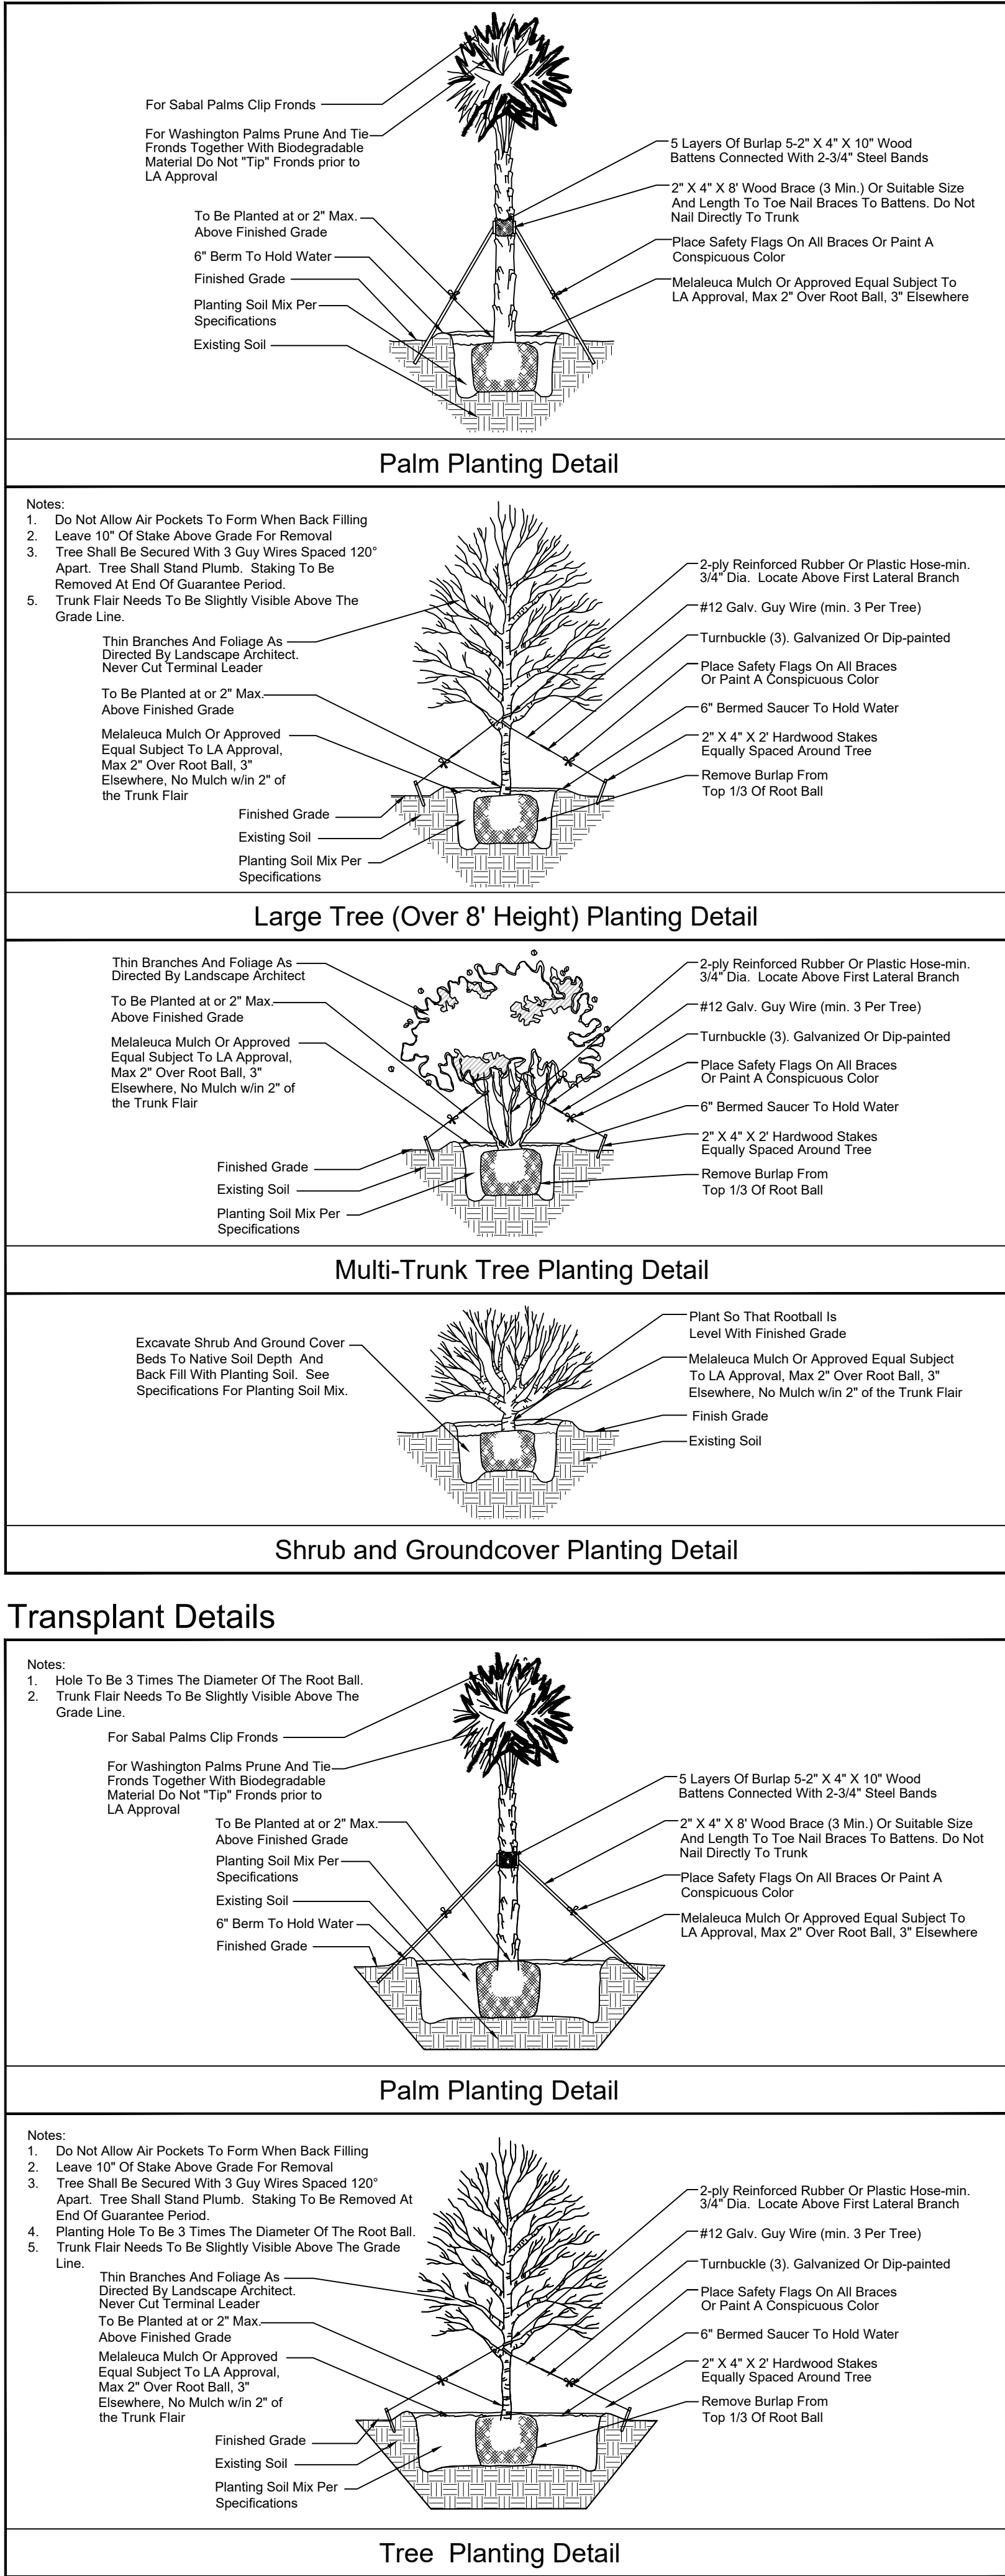 For Sabal Palms Clip Fronds
For Washington Palms Prune And Tie
Fronds Together With Biodegradable
Material Do Not "Tip" Fronds prior to
LA Approval
To Be Planted at or 2" Max.
Above Finished Grade
6" Berm To Hold Water
Finished Grade
Planting Soil Mix Per
Specifications
Existing Soil
5 Layers Of Burlap 5-2" X 4" X 10" Wood
Battens Connected With 2-3/4" Steel Bands
2" X 4" X 8' Wood Brace (3 Min.) Or Suitable Size
And Length To Toe Nail Braces To Battens. Do Not
Nail Directly To Trunk
Place Safety Flags On All Braces Or Paint A
Conspicuous Color
Melaleuca Mulch Or Approved Equal Subject To
LA Approval, Max 2" Over Root Ball, 3" Elsewhere
Palm Planting Detail
Notes:
1. Do Not Allow Air Pockets To Form When Back Filling
2. Leave 10" Of Stake Above Grade For Removal
3. Tree Shall Be Secured With 3 Guy Wires Spaced 120°
Apart. Tree Shall Stand Plumb. Staking To Be
Removed At End Of Guarantee Period.
5. Trunk Flair Needs To Be Slightly Visible Above The
Grade Line.
Thin Branches And Foliage As
Directed By Landscape Architect.
Never Cut Terminal Leader
To Be Planted at or 2" Max.
Above Finished Grade
Melaleuca Mulch Or Approved
Equal Subject To LA Approval,
Max 2" Over Root Ball, 3"
Elsewhere, No Mulch w/in 2" of
the Trunk Flair
Finished Grade
Existing Soil
Planting Soil Mix Per
Specifications
2-ply Reinforced Rubber Or Plastic Hose-min.
3/4" Dia. Locate Above First Lateral Branch
#12 Galv. Guy Wire (min. 3 Per Tree)
Turnbuckle (3). Galvanized Or Dip-painted
Place Safety Flags On All Braces
Or Paint A Conspicuous Color
6" Bermed Saucer To Hold Water
2" X 4" X 2' Hardwood Stakes
Equally Spaced Around Tree
Remove Burlap From
Top 1/3 Of Root Ball
Large Tree (Over 8' Height) Planting Detail
Thin Branches And Foliage As
Directed By Landscape Architect
To Be Planted at or 2" Max.
Above Finished Grade
Melaleuca Mulch Or Approved
Equal Subject To LA Approval,
Max 2" Over Root Ball, 3"
Elsewhere, No Mulch w/in 2" of
the Trunk Flair
Finished Grade
Existing Soil
Planting Soil Mix Per
Specifications
2-ply Reinforced Rubber Or Plastic Hose-min.
3/4" Dia. Locate Above First Lateral Branch
#12 Galv. Guy Wire (min. 3 Per Tree)
Turnbuckle (3). Galvanized Or Dip-painted
Place Safety Flags On All Braces
Or Paint A Conspicuous Color
6" Bermed Saucer To Hold Water
2" X 4" X 2' Hardwood Stakes
Equally Spaced Around Tree
Remove Burlap From
Top 1/3 Of Root Ball
Multi-Trunk Tree Planting Detail
Excavate Shrub And Ground Cover
Beds To Native Soil Depth And
Back Fill With Planting Soil. See
Specifications For Planting Soil Mix.
Plant So That Rootball Is
Level With Finished Grade
Melaleuca Mulch Or Approved Equal Subject
To LA Approval, Max 2" Over Root Ball, 3"
Elsewhere, No Mulch w/in 2" of the Trunk Flair
Finish Grade
Existing Soil
Shrub and Groundcover Planting Detail
Transplant Details
Notes:
1. Hole To Be 3 Times The Diameter Of The Root Ball.
2. Trunk Flair Needs To Be Slightly Visible Above The
Grade Line.
For Sabal Palms Clip Fronds
For Washington Palms Prune And Tie
Fronds Together With Biodegradable
Material Do Not "Tip" Fronds prior to
LA Approval
To Be Planted at or 2" Max.
Above Finished Grade
Planting Soil Mix Per
Specifications
Existing Soil
6" Berm To Hold Water
Finished Grade
5 Layers Of Burlap 5-2" X 4" X 10" Wood
Battens Connected With 2-3/4" Steel Bands
2" X 4" X 8' Wood Brace (3 Min.) Or Suitable Size
And Length To Toe Nail Braces To Battens. Do Not
Nail Directly To Trunk
Place Safety Flags On All Braces Or Paint A
Conspicuous Color
Melaleuca Mulch Or Approved Equal Subject To
LA Approval, Max 2" Over Root Ball, 3" Elsewhere
Palm Planting Detail
Notes:
1. Do Not Allow Air Pockets To Form When Back Filling
2. Leave 10" Of Stake Above Grade For Removal
3. Tree Shall Be Secured With 3 Guy Wires Spaced 120°
Apart. Tree Shall Stand Plumb. Staking To Be Removed At
End Of Guarantee Period.
4. Planting Hole To Be 3 Times The Diameter Of The Root Ball.
5. Trunk Flair Needs To Be Slightly Visible Above The Grade
Line.
Thin Branches And Foliage As
Directed By Landscape Architect.
Never Cut Terminal Leader
To Be Planted at or 2" Max.
Above Finished Grade
Melaleuca Mulch Or Approved
Equal Subject To LA Approval,
Max 2" Over Root Ball, 3"
Elsewhere, No Mulch w/in 2" of
the Trunk Flair
Finished Grade
Existing Soil
Planting Soil Mix Per
Specifications
2-ply Reinforced Rubber Or Plastic Hose-min.
3/4" Dia. Locate Above First Lateral Branch
#12 Galv. Guy Wire (min. 3 Per Tree)
Turnbuckle (3). Galvanized Or Dip-painted
Place Safety Flags On All Braces
Or Paint A Conspicuous Color
6" Bermed Saucer To Hold Water
2" X 4" X 2' Hardwood Stakes
Equally Spaced Around Tree
Remove Burlap From
Top 1/3 Of Root Ball
Tree Planting Detail